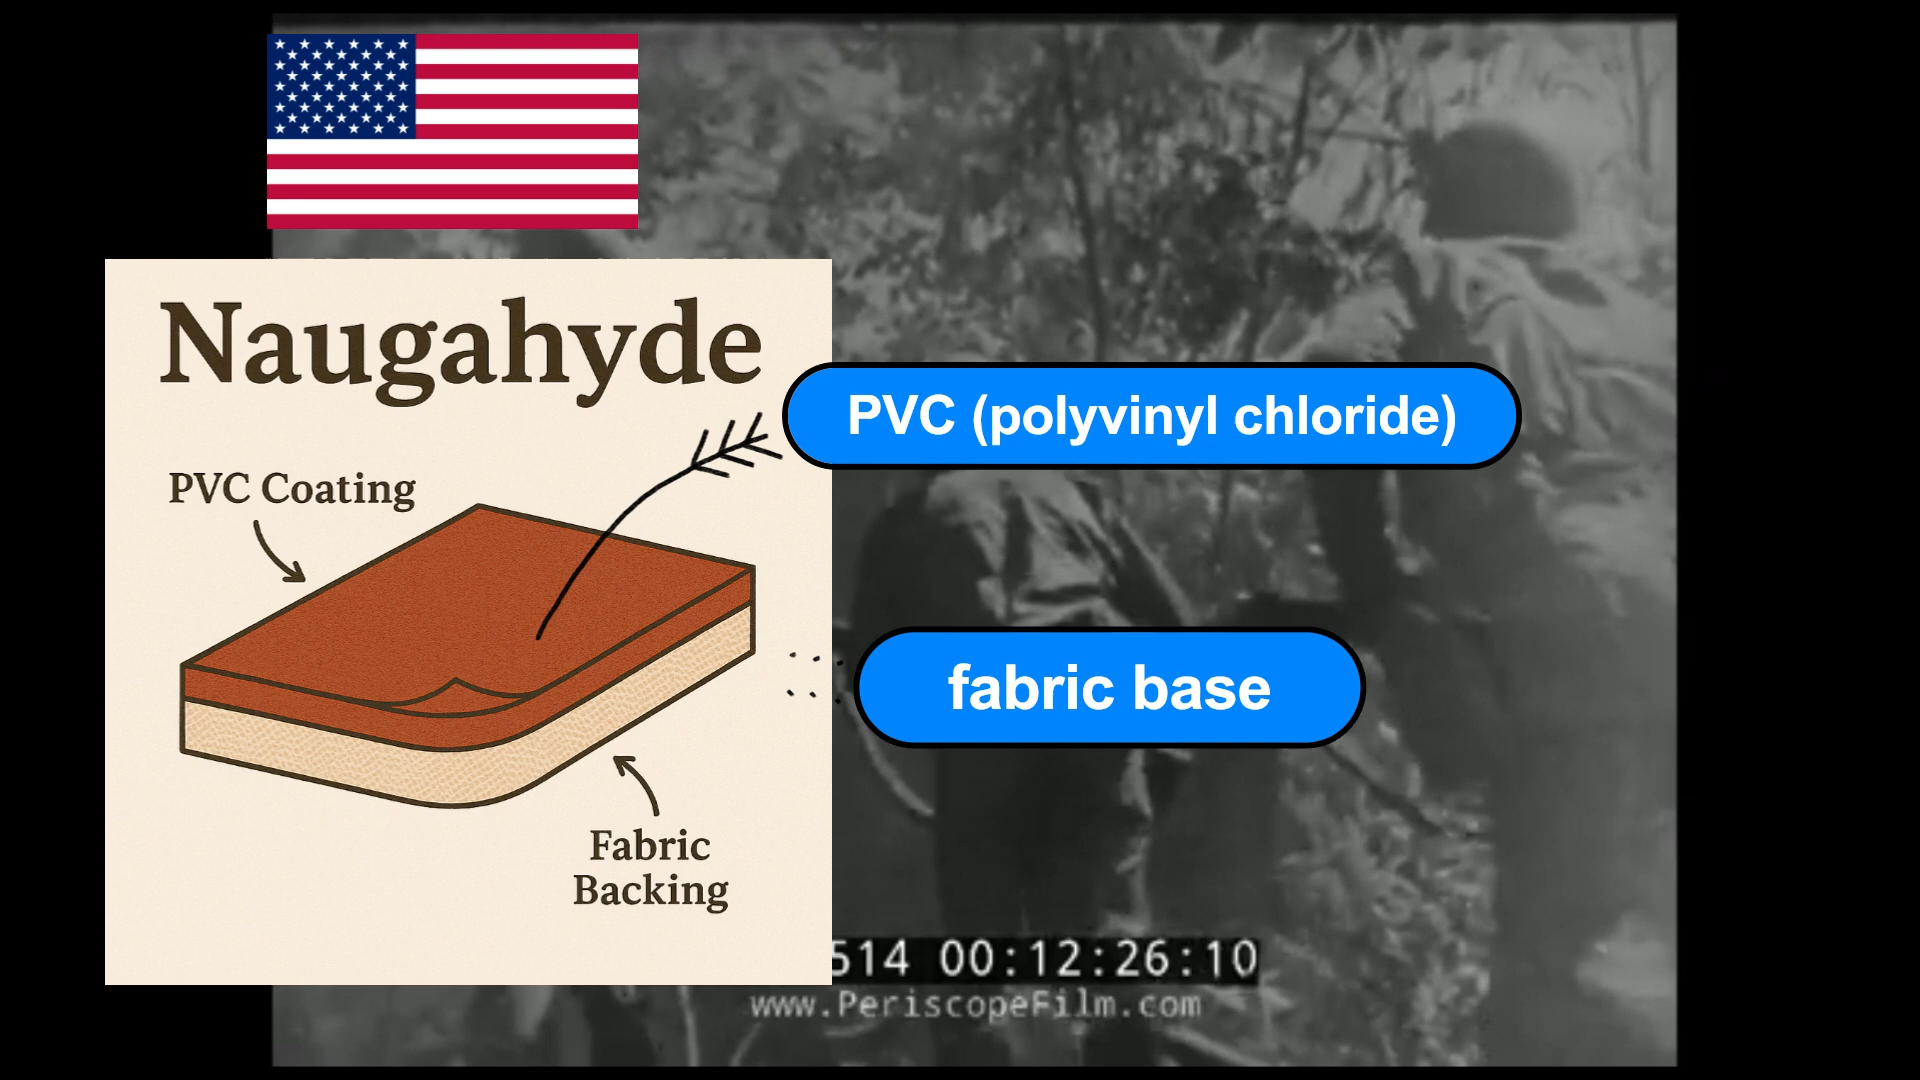 Naugahyde
PVC (polyvinyl chloride)
PVC Coating
fabric base
Fabric
Backing
514 00:12:26:10
www.PeriscopeFilm.com